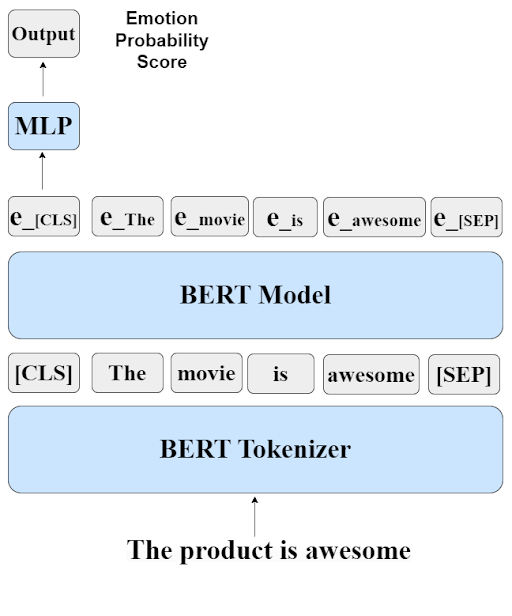 Output
Emotion
Probability
Score
MLP
e_[CLS] e_The e_movie e_is e_awesome e_[SEP]
BERT Model
[CLS] The movie is awesome [SEP]
BERT Tokenizer
The product is awesome